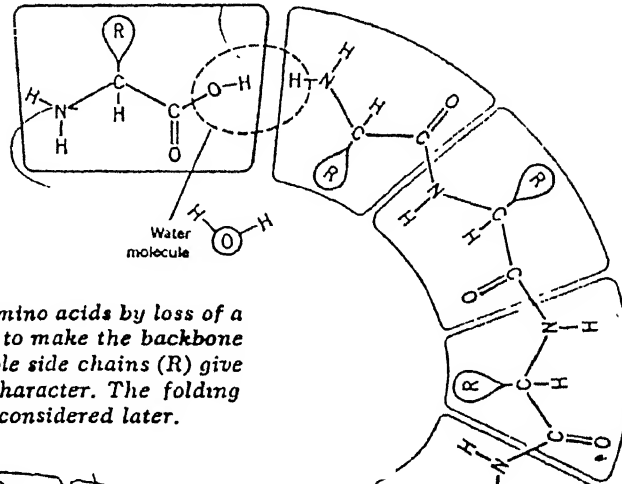 R
H
N
H
C
H
C
O
O
H
H
N
H
C
H
R
C
O
N
H
C
H
R
C
O
N
H
C
H
R
C
O
H
N
Water
molecule
H
O
H
mino acids by loss of a
to make the backbone
le side chains (R) give
haracter. The folding
considered later.